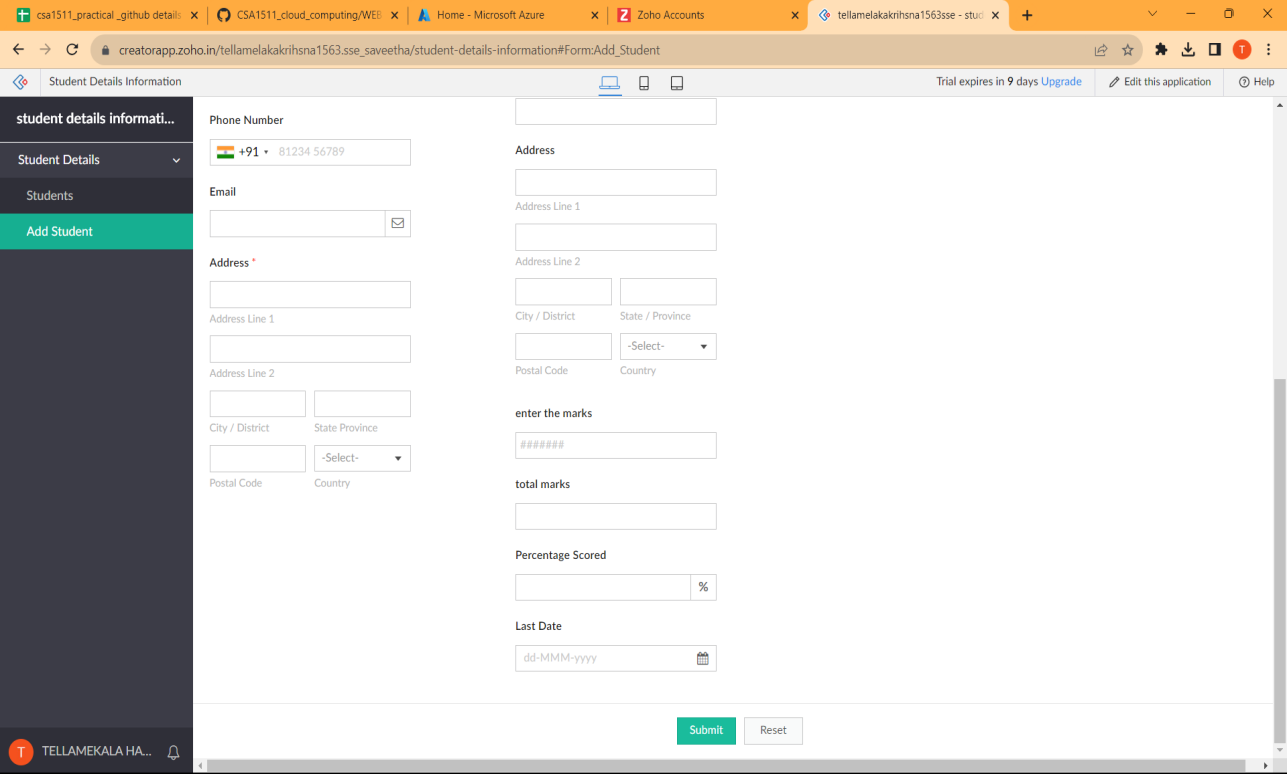 csa1511_practical _github details
CSA1511_cloud_computing/WEB
Home - Microsoft Azure
Z Zoho Accounts
tellamelakakrihsna1563sse - stud
creatorapp.zoho.in/tellamelakakrihsna1563.sse_saveetha/student-details-information#Form:Add_Student
T
Student Details Information
Trial expires in 9 days Upgrade
Edit this application
Help
student details informati...
Student Details
Students
Add Student
Phone Number
+91 81234 56789
Email
Address *
Address Line 1
Address Line 2
City / District State Province
-Select-
Postal Code Country
Address
Address Line 1
Address Line 2
City / District State / Province
-Select-
Postal Code Country
enter the marks
#######
total marks
Percentage Scored
%
Last Date
dd-MMM-yyyy
Submit Reset
T TELLAMEKALA HA...